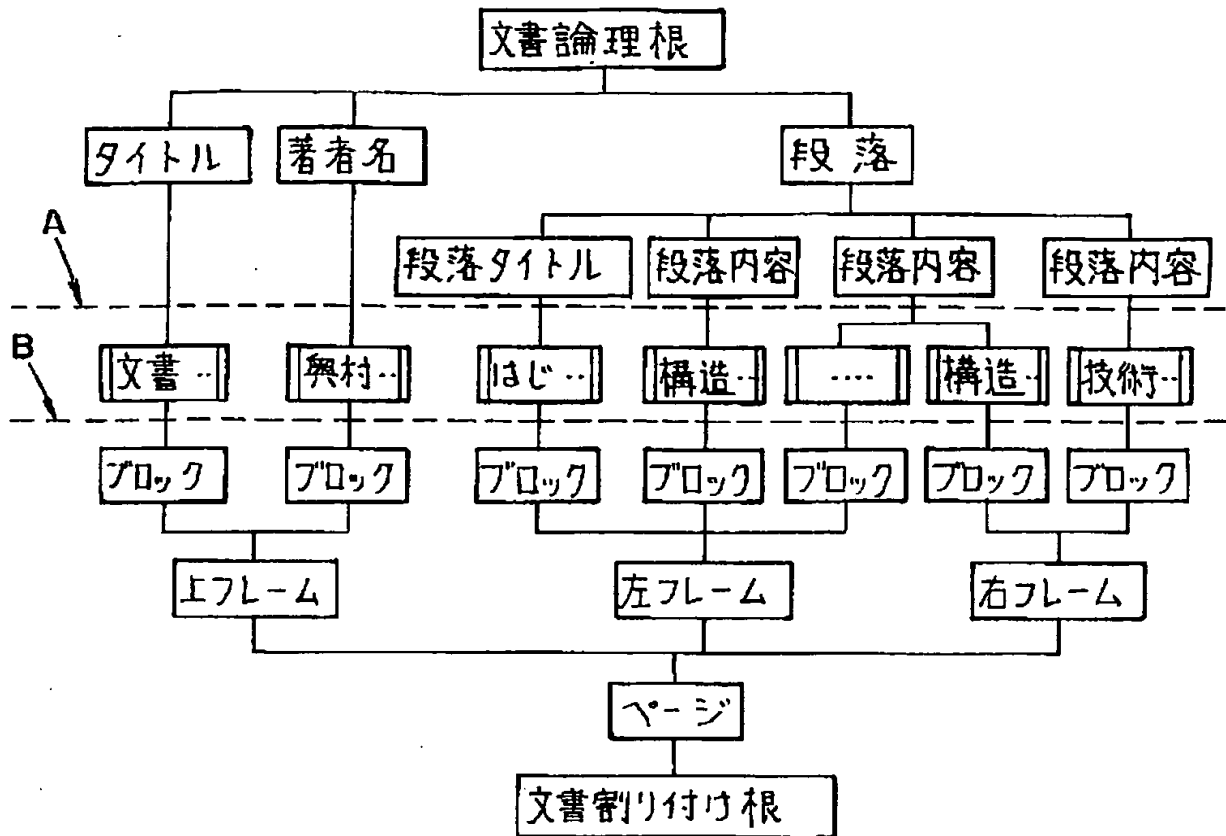 文書論理根
タイトル
著者名
段落
A
段落タイトル
段落内容
段落内容
段落内容
B
文書‥
奥村‥
はじ‥
構造‥
‥‥
構造‥
技術‥
ブロック
ブロック
ブロック
ブロック
ブロック
ブロック
ブロック
上フレーム
左フレーム
右フレーム
ページ
文書割り付け根